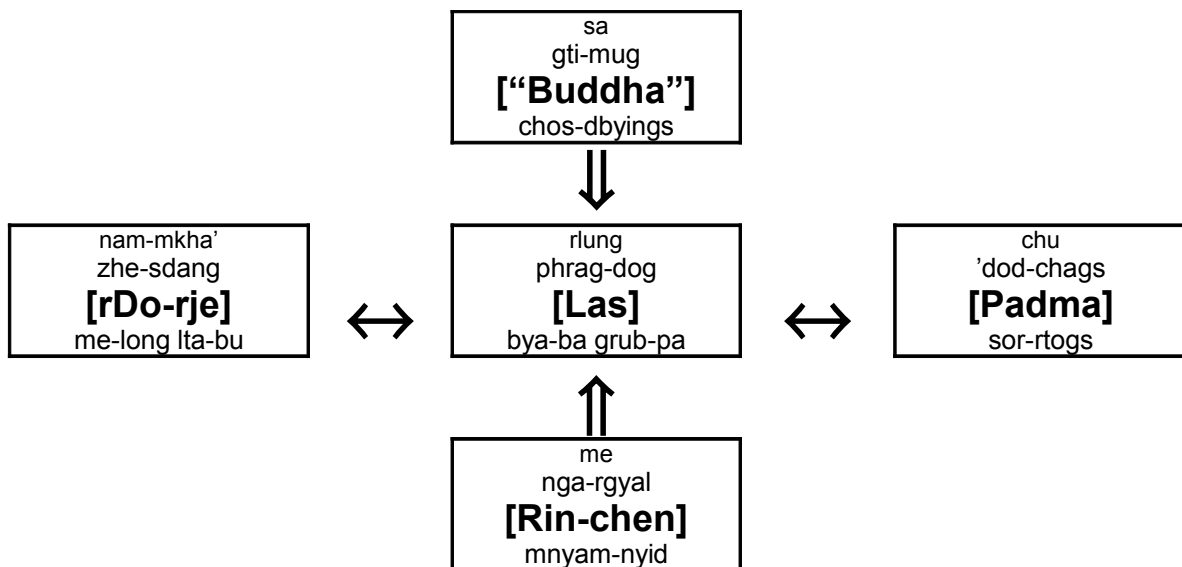 sa
gti-mug
[“Buddha”]
chos-dbyings
nam-mkha’
zhe-sdang
[rDo-rje]
me-long lta-bu
rlung
phrag-dog
[Las]
bya-ba grub-pa
chu
’dod-chags
[Padma]
sor-rtogs
me
nga-rgyal
[Rin-chen]
mnyam-nyid